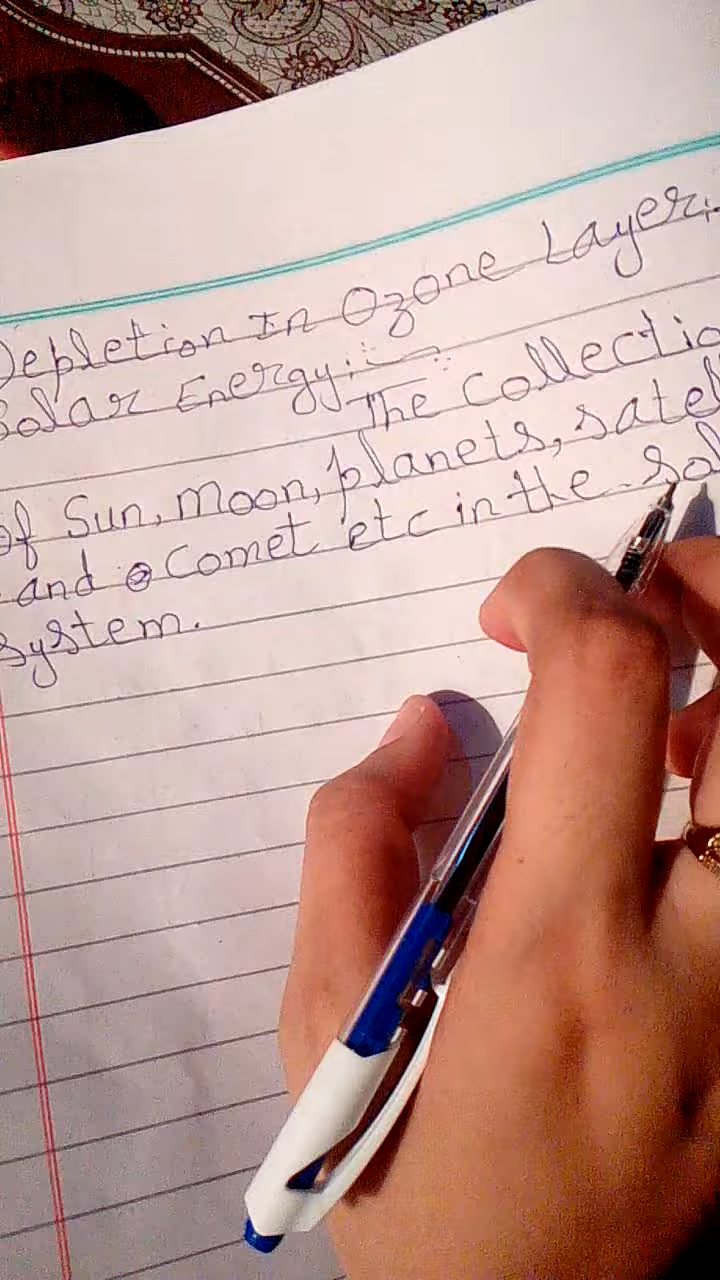 Depletion In Ozone Layer:-
Solar Energy:-
The collectio
of Sun, Moon, planets, satel
and comet etc in the sol
system.